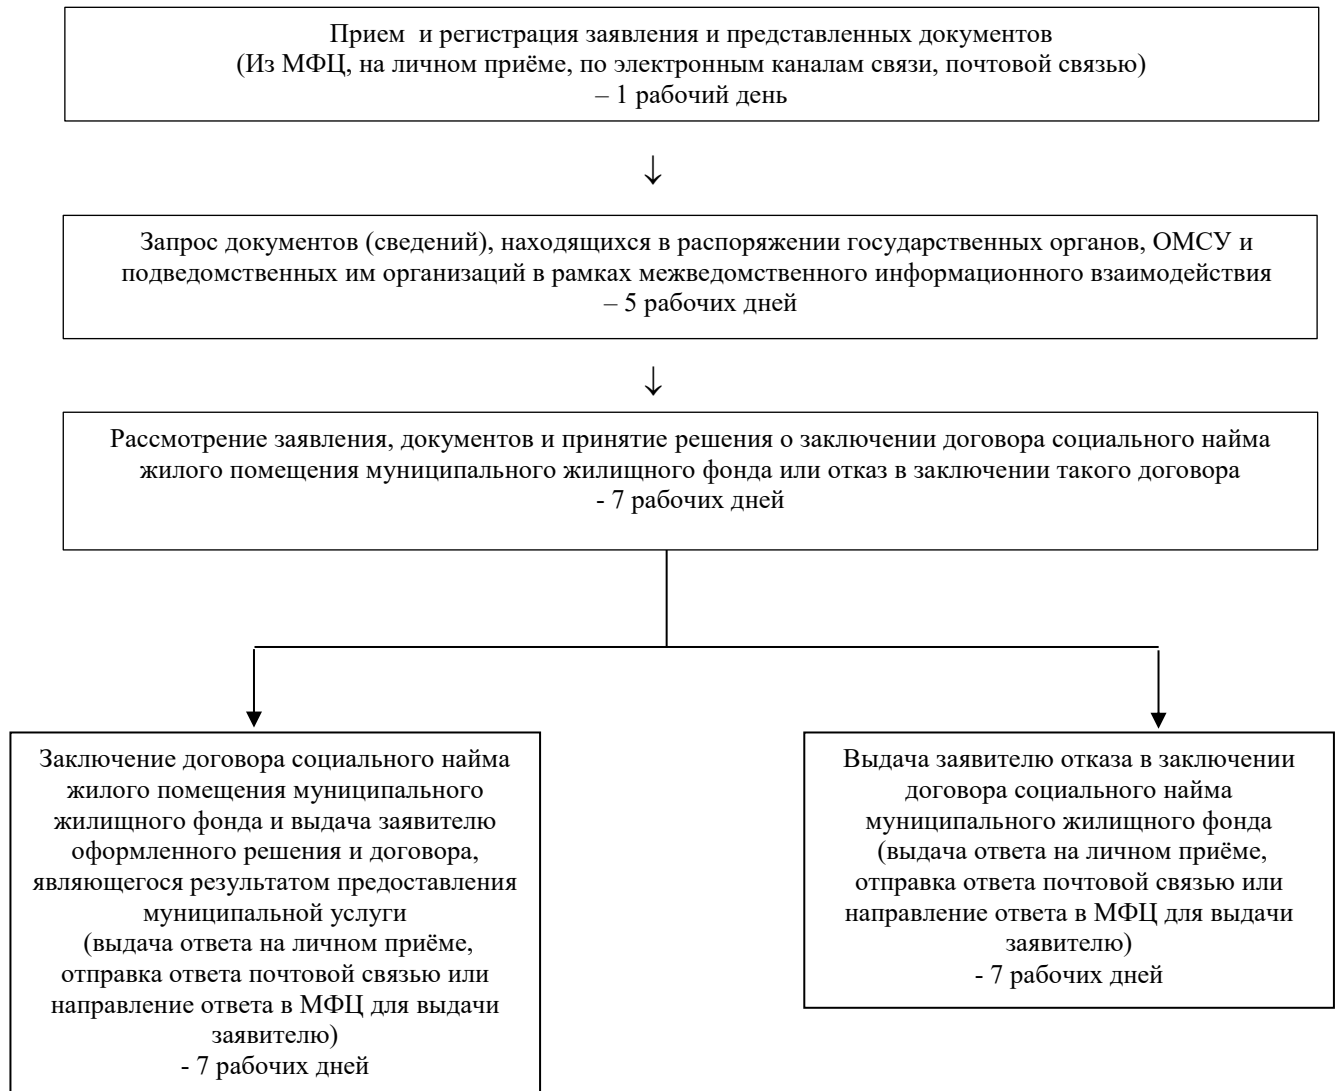 Прием  и регистрация заявления и представленных документов
(Из МФЦ, на личном приёме, по электронным каналам связи, почтовой связью)
– 1 рабочий день
↓
Запрос документов (сведений), находящихся в распоряжении государственных органов, ОМСУ и
подведомственных им организаций в рамках межведомственного информационного взаимодействия
– 5 рабочих дней
↓
Рассмотрение заявления, документов и принятие решения о заключении договора социального найма
жилого помещения муниципального жилищного фонда или отказ в заключении такого договора
- 7 рабочих дней
Заключение договора социального найма
жилого помещения муниципального
жилищного фонда и выдача заявителю
оформленного решения и договора,
являющегося результатом предоставления
муниципальной услуги
(выдача ответа на личном приёме,
отправка ответа почтовой связью или
направление ответа в МФЦ для выдачи
заявителю)
- 7 рабочих дней
Выдача заявителю отказа в заключении
договора социального найма
муниципального жилищного фонда
(выдача ответа на личном приёме,
отправка ответа почтовой связью или
направление ответа в МФЦ для выдачи
заявителю)
- 7 рабочих дней